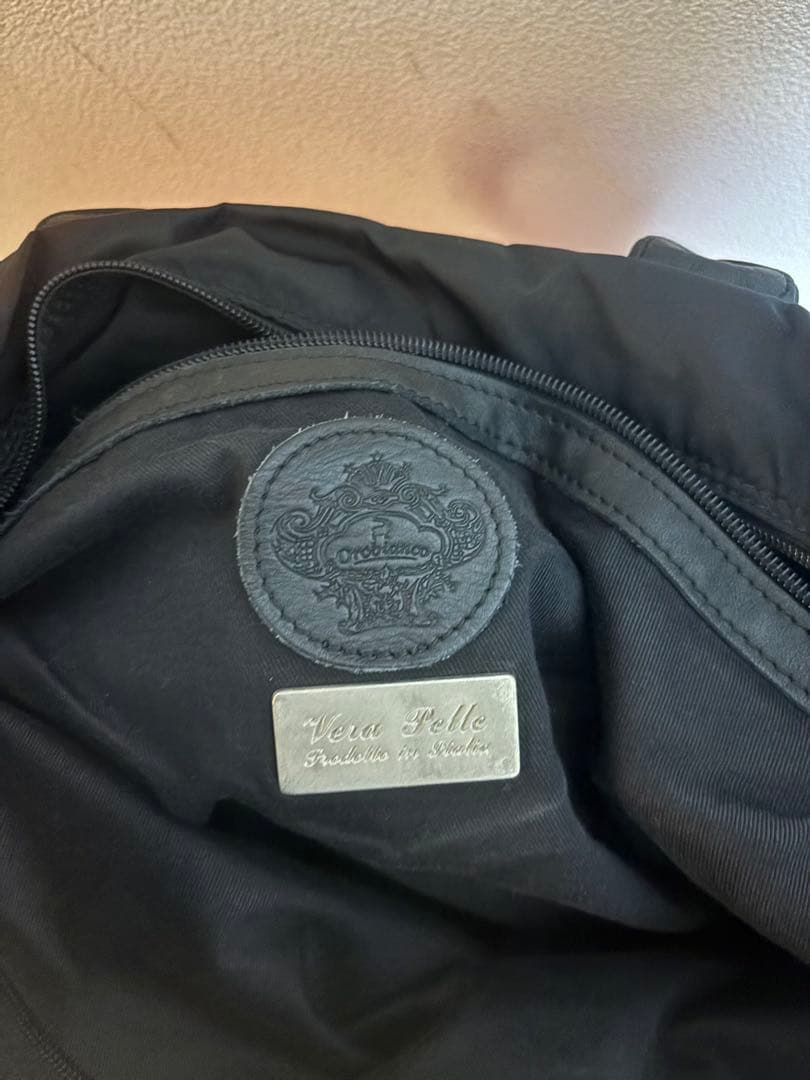 Orobianco
Vera Pelle
Prodotto in Italia